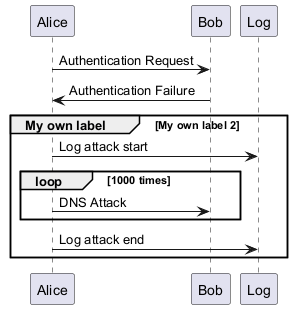 Alice Bob Log
Authentication Request
Authentication Failure
My own label [My own label 2]
Log attack start
loop [1000 times]
DNS Attack
Log attack end
Alice Bob Log